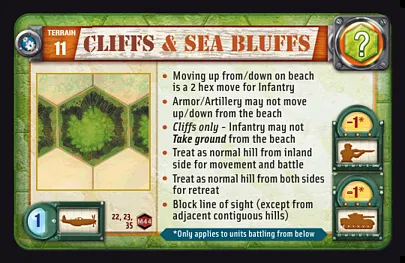 TERRAIN
11
CLIFFS & SEA BLUFFS
?
• Moving up from/down on beach
is a 2 hex move for Infantry
• Armor/Artillery may not move
up/down from the beach
• Cliffs only - Infantry may not
Take ground from the beach
• Treat as normal hill from inland
side for movement and battle
• Treat as normal hill from both sides
for retreat
• Block line of sight (except from
adjacent contiguous hills)
-1*
-1*
1
22, 23,
35
M44
*Only applies to units battling from below